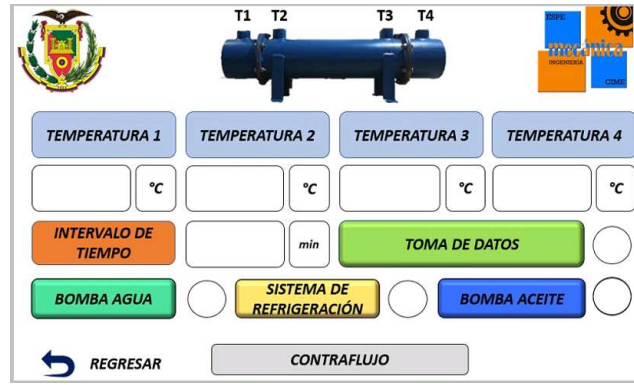 T1 T2 T3 T4
ESPE
mecánica
INGENIERÍA
CIME
TEMPERATURA 1 TEMPERATURA 2 TEMPERATURA 3 TEMPERATURA 4
°C °C °C °C
INTERVALO DE
TIEMPO
min
TOMA DE DATOS
BOMBA AGUA
SISTEMA DE
REFRIGERACIÓN
BOMBA ACEITE
REGRESAR
CONTRAFLUJO